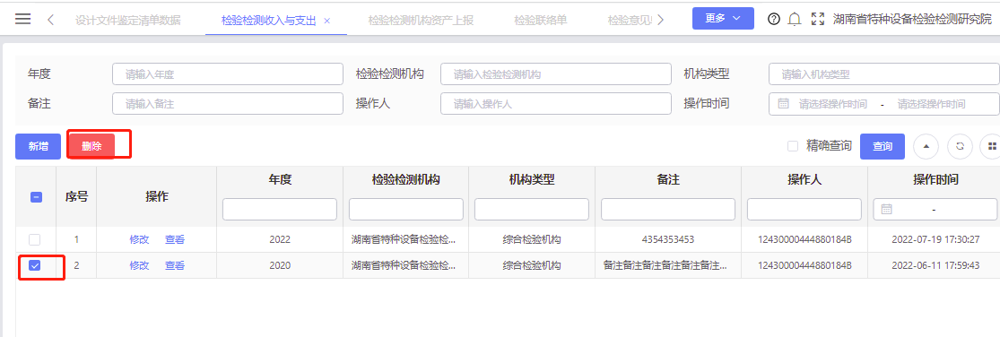 设计文件鉴定清单数据 检验检测收入与支出 × 检验检测机构资产上报 检验联络单 检验意见 更多 湖南省特种设备检验检测研究院
年度 请输入年度 检验检测机构 请输入检验检测机构 机构类型 请输入机构类型
备注 请输入备注 操作人 请输入操作人 操作时间 请选择操作时间 - 请选择操作时间
新增 删除 精确查询 查询
序号 操作 年度 检验检测机构 机构类型 备注 操作人 操作时间
-
1 修改 查看 2022 湖南省特种设备检验检... 综合检验机构 4354353453 12430000444880184B 2022-07-19 17:30:27
2 修改 查看 2020 湖南省特种设备检验检... 综合检验机构 备注备注备注备注备注备注... 12430000444880184B 2022-06-11 17:59:43